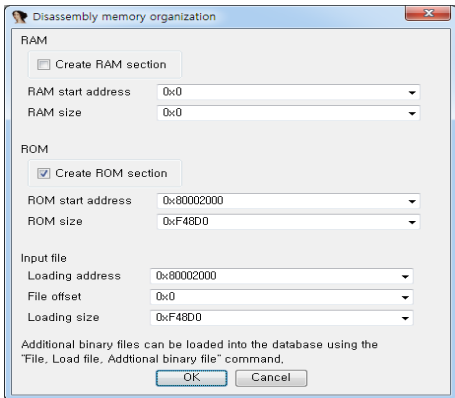 Disassembly memory organization
RAM
Create RAM section
RAM start address 0x0
RAM size 0x0
ROM
Create ROM section
ROM start address 0x80002000
ROM size 0xF48D0
Input file
Loading address 0x80002000
File offset 0x0
Loading size 0xF48D0
Additional binary files can be loaded into the database using the
"File, Load file, Addtional binary file" command,
OK Cancel